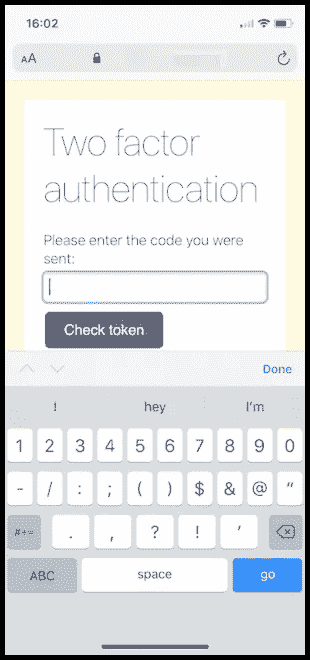 16:02
AA
Two factor
authentication
Please enter the code you were
sent:
Check token
Done
! hey I'm
1 2 3 4 5 6 7 8 9 0
- / : ; ( ) $ & @ "
#+= . , ? ! '
ABC space go